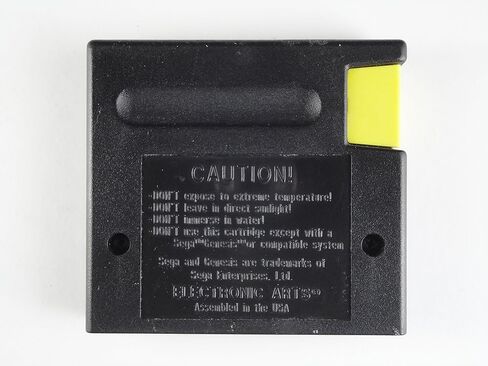 CAUTION!
-DON'T expose to extreme temperature!
-DON'T leave in direct sunlight!
-DON'T immerse in water!
-DON'T use this cartridge except with a
Sega™Genesis™or compatible system
Sega and Genesis are trademarks of
Sega Enterprises, Ltd.
ELECTRONIC ARTS®
Assembled in the USA